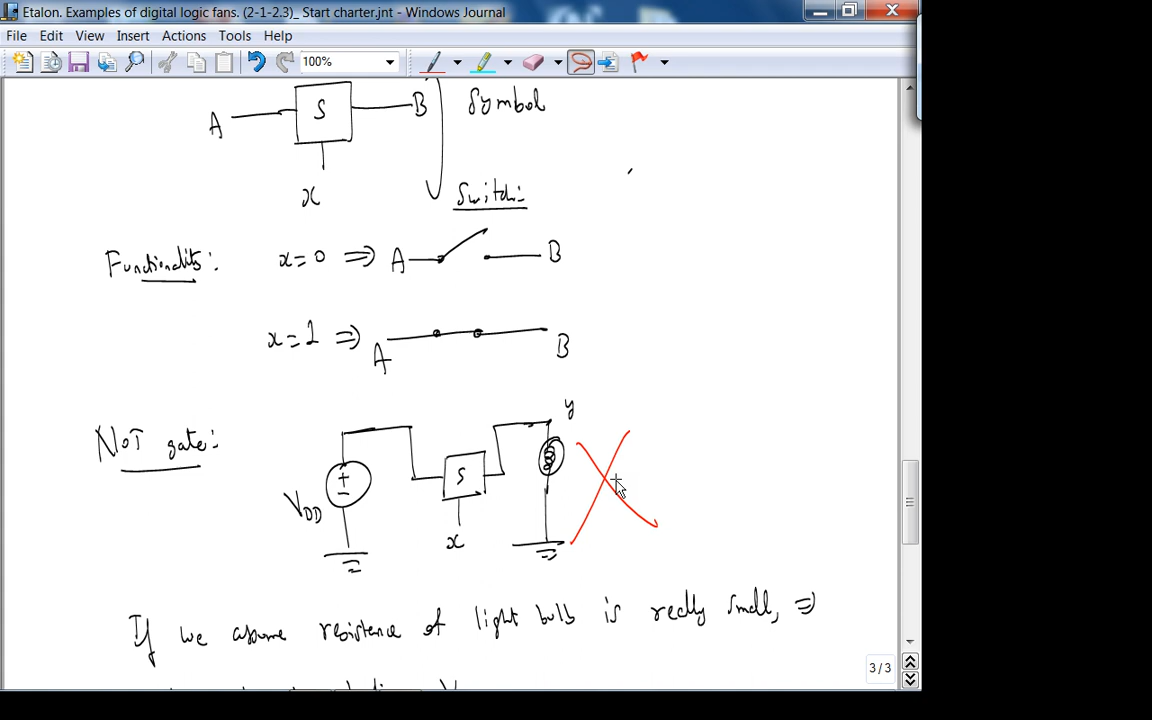 Etalon. Examples of digital logic fans. (2-1-2.3)_ Start charter.jnt - Windows Journal
File Edit View Insert Actions Tools Help
100%
A S B Symbol
x
Switch:
Functionality: x=0 ⇒ A B
x=1 ⇒ A B
y
NOT gate:
+ S
−
VDD
x
If we assume resistance of light bulb is really small, ⇒
3 / 3